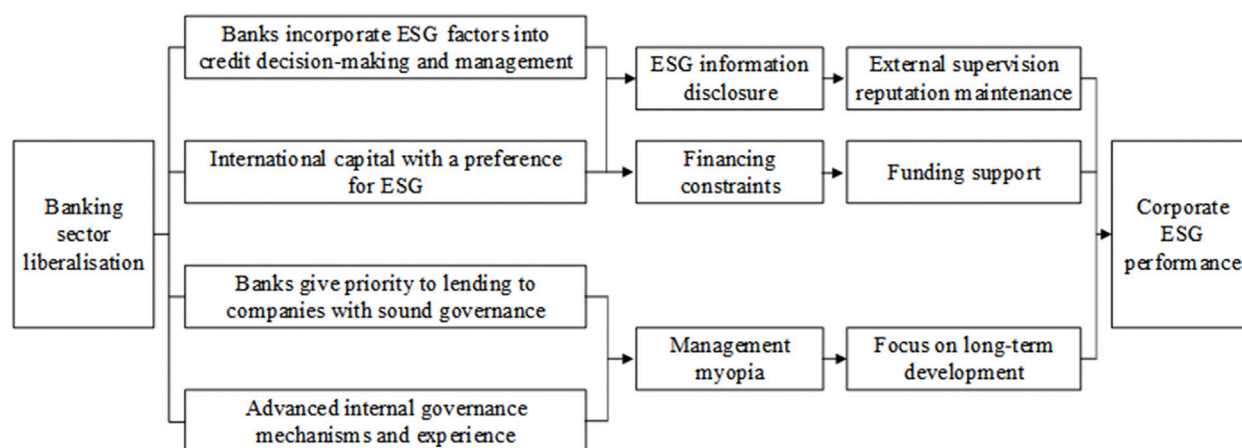 Banks incorporate ESG factors into
credit decision-making and management
ESG information
disclosure
External supervision
reputation maintenance
International capital with a preference
for ESG
Financing
constraints
Funding support
Banking
sector
liberalisation
Corporate
ESG
performance
Banks give priority to lending to
companies with sound governance
Management
myopia
Focus on long-term
development
Advanced internal governance
mechanisms and experience